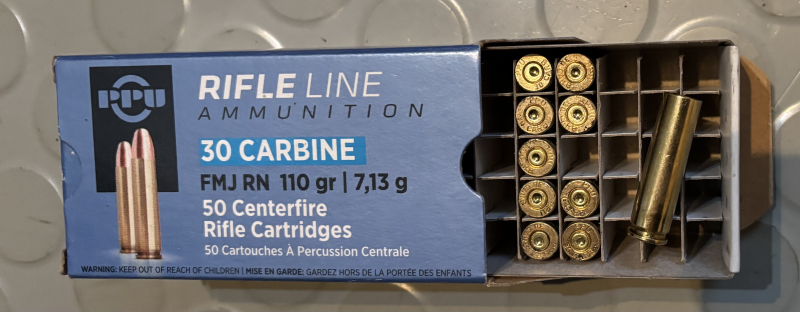 PPU
RIFLE LINE
AMMUNITION
30 CARBINE
FMJ RN 110 gr | 7,13 g
50 Centerfire
Rifle Cartridges
50 Cartouches À Percussion Centrale
WARNING: KEEP OUT OF REACH OF CHILDREN | MISE EN GARDE: GARDEZ HORS DE LA PORTÉE DES ENFANTS